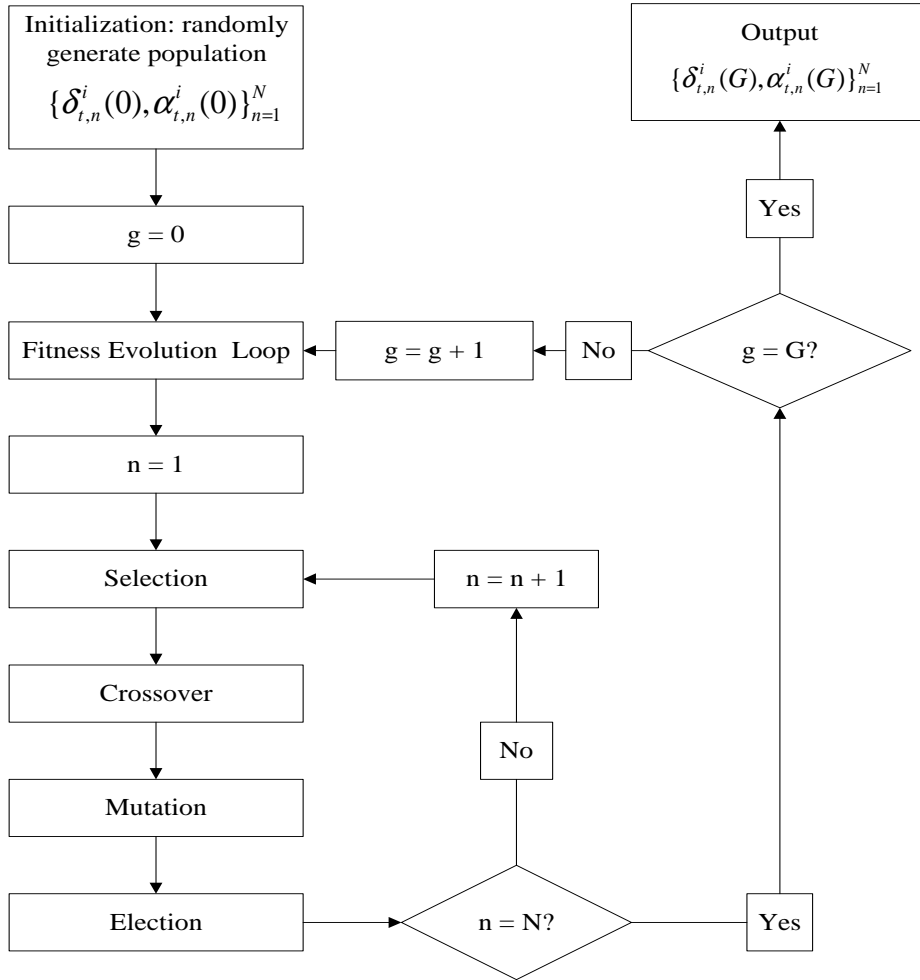 Initialization: randomly
generate population
{δ^i_{t,n}(0), α^i_{t,n}(0)}^N_{n=1}
g = 0
Fitness Evolution Loop
n = 1
Selection
Crossover
Mutation
Election
n = N?
No
n = n + 1
Yes
g = G?
No
g = g + 1
Yes
Output
{δ^i_{t,n}(G), α^i_{t,n}(G)}^N_{n=1}